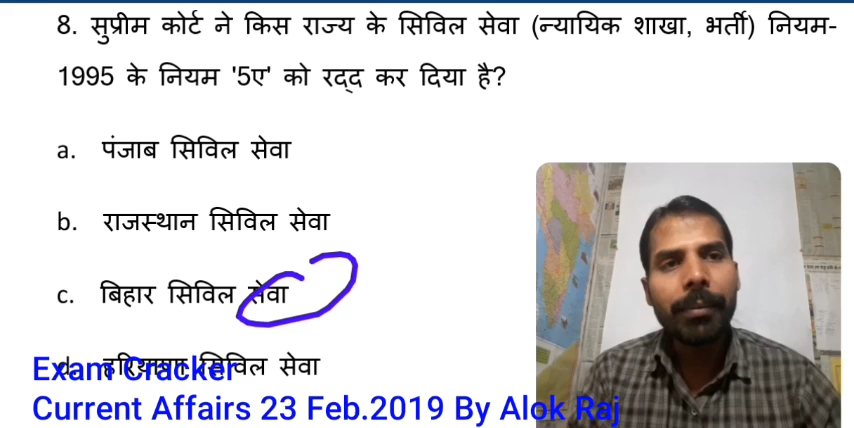 8. सुप्रीम कोर्ट ने किस राज्य के सिविल सेवा (न्यायिक शाखा, भर्ती) नियम-
1995 के नियम '5ए' को रद्द कर दिया है?
a. पंजाब सिविल सेवा
b. राजस्थान सिविल सेवा
c. बिहार सिविल सेवा
d. हरियाणा सिविल सेवा
Exam Cracker
Current Affairs 23 Feb.2019 By Alok Raj